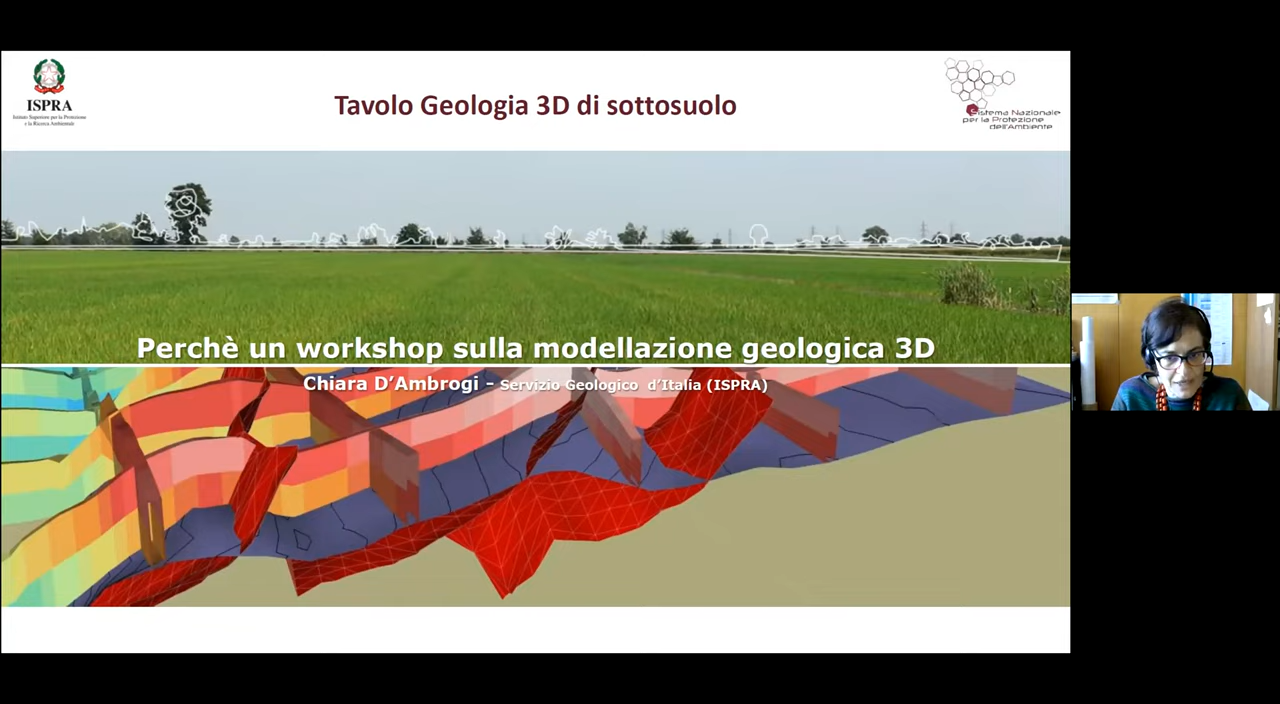 ISPRA
Istituto Superiore per la Protezione
e la Ricerca Ambientale
Tavolo Geologia 3D di sottosuolo
Sistema Nazionale
per la Protezione
dell'Ambiente
Perchè un workshop sulla modellazione geologica 3D
Chiara D'Ambrogi – Servizio Geologico d'Italia (ISPRA)